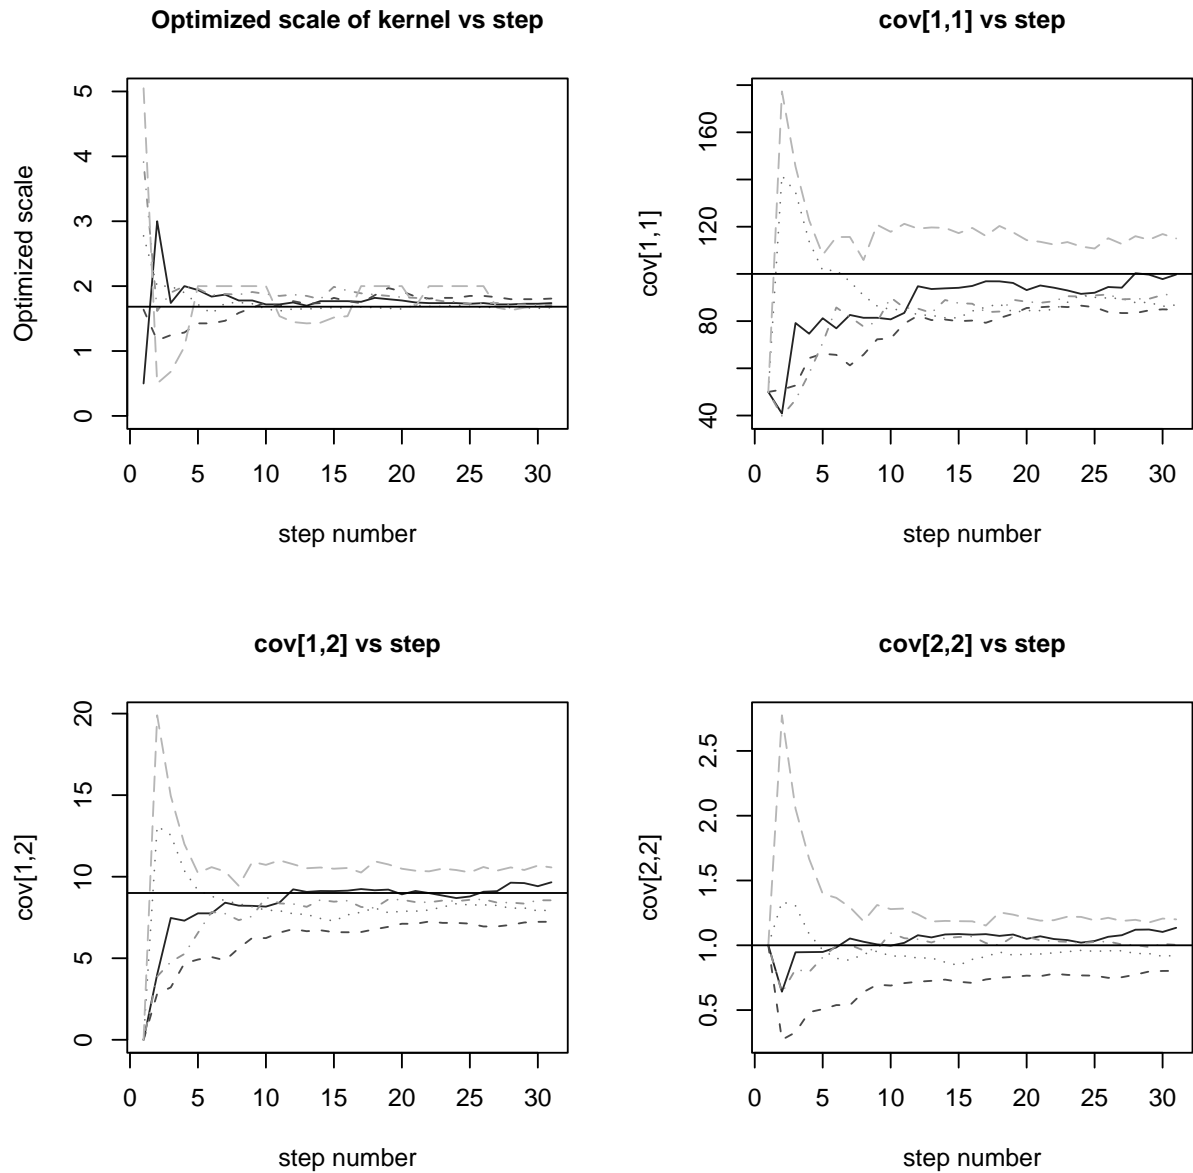 Optimized scale of kernel vs step
Optimized scale
0 1 2 3 4 5
0 5 10 15 20 25 30
step number
cov[1,1] vs step
cov[1,1]
40 80 120 160
0 5 10 15 20 25 30
step number
cov[1,2] vs step
cov[1,2]
0 5 10 15 20
0 5 10 15 20 25 30
step number
cov[2,2] vs step
cov[2,2]
0.5 1.0 1.5 2.0 2.5
0 5 10 15 20 25 30
step number